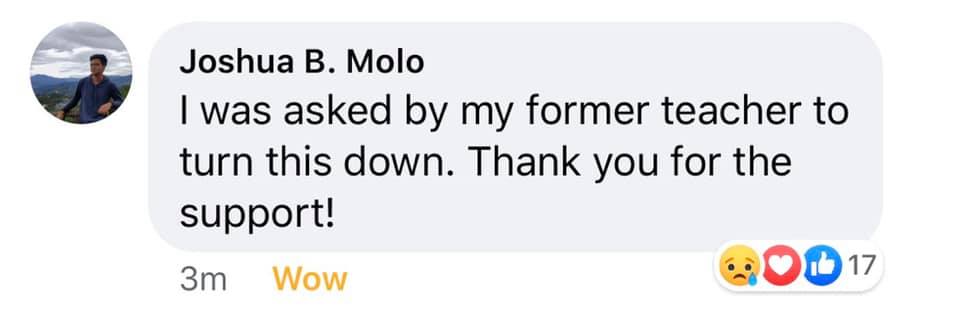 Joshua B. Molo
I was asked by my former teacher to
turn this down. Thank you for the
support!
3m Wow 17